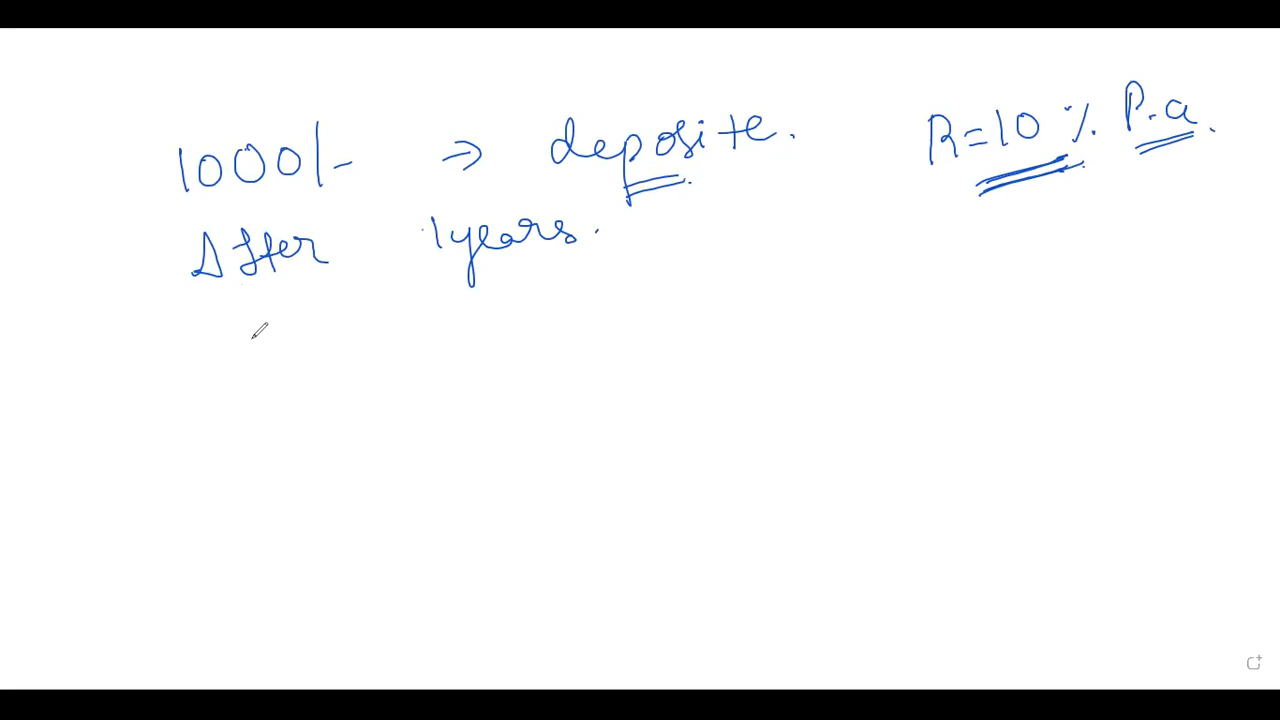 1000/- → deposite. R=10% P.a.
After 1years.